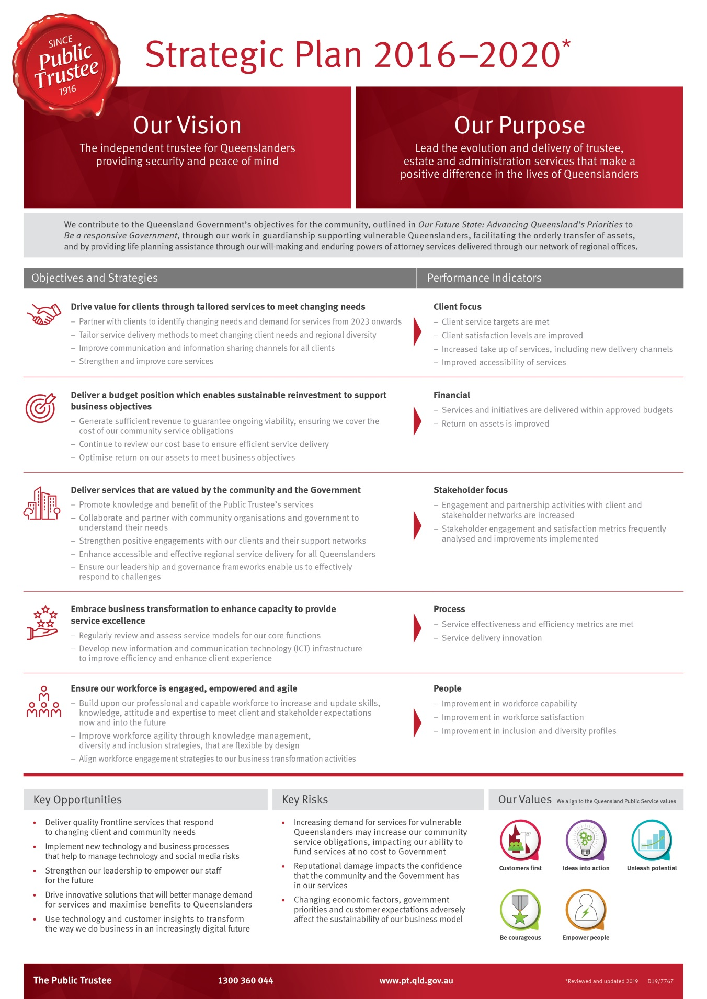 SINCE
Public
Trustee
1916
Strategic Plan 2016–2020*
Our Vision
The independent trustee for Queenslanders
providing security and peace of mind
Our Purpose
Lead the evolution and delivery of trustee,
estate and administration services that make a
positive difference in the lives of Queenslanders
We contribute to the Queensland Government's objectives for the community, outlined in Our Future State: Advancing Queensland's Priorities to
Be a responsive Government, through our work in guardianship supporting vulnerable Queenslanders, facilitating the orderly transfer of assets,
and by providing life planning assistance through our will-making and enduring powers of attorney services delivered through our network of regional offices.
Objectives and Strategies
Performance Indicators
Drive value for clients through tailored services to meet changing needs
– Partner with clients to identify changing needs and demand for services from 2023 onwards
– Tailor service delivery methods to meet changing client needs and regional diversity
– Improve communication and information sharing channels for all clients
– Strengthen and improve core services
Client focus
– Client service targets are met
– Client satisfaction levels are improved
– Increased take up of services, including new delivery channels
– Improved accessibility of services
Deliver a budget position which enables sustainable reinvestment to support
business objectives
– Generate sufficient revenue to guarantee ongoing viability, ensuring we cover the
cost of our community service obligations
– Continue to review our cost base to ensure efficient service delivery
– Optimise return on our assets to meet business objectives
Financial
– Services and initiatives are delivered within approved budgets
– Return on assets is improved
Deliver services that are valued by the community and the Government
– Promote knowledge and benefit of the Public Trustee's services
– Collaborate and partner with community organisations and government to
understand their needs
– Strengthen positive engagements with our clients and their support networks
– Enhance accessible and effective regional service delivery for all Queenslanders
– Ensure our leadership and governance frameworks enable us to effectively
respond to challenges
Stakeholder focus
– Engagement and partnership activities with client and
stakeholder networks are increased
– Stakeholder engagement and satisfaction metrics frequently
analysed and improvements implemented
Embrace business transformation to enhance capacity to provide
service excellence
– Regularly review and assess service models for our core functions
– Develop new information and communication technology (ICT) infrastructure
to improve efficiency and enhance client experience
Process
– Service effectiveness and efficiency metrics are met
– Service delivery innovation
Ensure our workforce is engaged, empowered and agile
– Build upon our professional and capable workforce to increase and update skills,
knowledge, attitude and expertise to meet client and stakeholder expectations
now and into the future
– Improve workforce agility through knowledge management,
diversity and inclusion strategies, that are flexible by design
– Align workforce engagement strategies to our business transformation activities
People
– Improvement in workforce capability
– Improvement in workforce satisfaction
– Improvement in inclusion and diversity profiles
Key Opportunities
• Deliver quality frontline services that respond
to changing client and community needs
• Implement new technology and business processes
that help to manage technology and social media risks
• Strengthen our leadership to empower our staff
for the future
• Drive innovative solutions that will better manage demand
for services and maximise benefits to Queenslanders
• Use technology and customer insights to transform
the way we do business in an increasingly digital future
Key Risks
• Increasing demand for services for vulnerable
Queenslanders may increase our community
service obligations, impacting our ability to
fund services at no cost to Government
• Reputational damage impacts the confidence
that the community and the Government has
in our services
• Changing economic factors, government
priorities and customer expectations adversely
affect the sustainability of our business model
Our Values We align to the Queensland Public Service values
1ST
Customers first
Ideas into action
Unleash potential
Be courageous
Empower people
The Public Trustee
1300 360 044
www.pt.qld.gov.au
*Reviewed and updated 2019 D19/7767